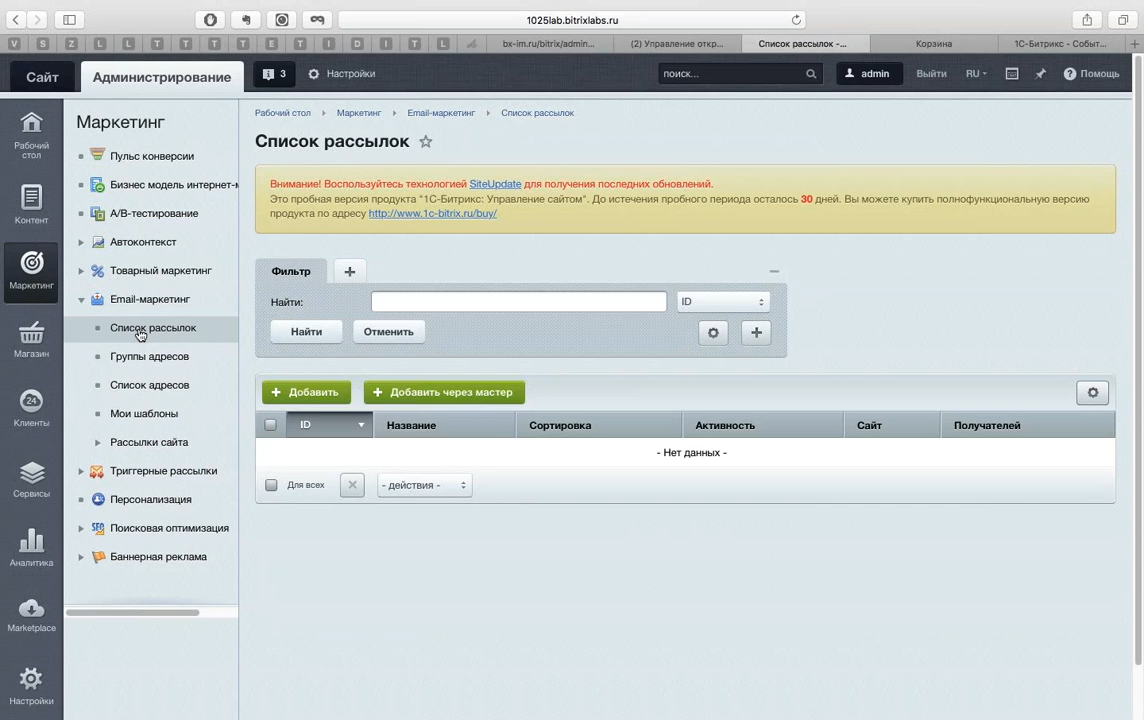 1025lab.bitrixlabs.ru
V S Z L L T T T T E T I D I T L
bx-im.ru/bitrix/admin...
(2) Управление откр...
Список рассылок -...
Корзина
1С-Битрикс - Событ...
Сайт
Администрирование
3
Настройки
поиск...
admin
Выйти
RU
Помощь
Рабочий стол
Контент
Маркетинг
Магазин
24
Клиенты
Сервисы
Аналитика
Marketplace
Настройки
Маркетинг
Пульс конверсии
Бизнес модель интернет-м
A/B-тестирование
Автоконтекст
Товарный маркетинг
Email-маркетинг
Список рассылок
Группы адресов
Список адресов
Мои шаблоны
Рассылки сайта
Триггерные рассылки
Персонализация
SEO
Поисковая оптимизация
Баннерная реклама
Рабочий стол Маркетинг Email-маркетинг Список рассылок
Список рассылок
Внимание! Воспользуйтесь технологией SiteUpdate для получения последних обновлений.
Это пробная версия продукта "1С-Битрикс: Управление сайтом". До истечения пробного периода осталось 30 дней. Вы можете купить полнофункциональную версию
продукта по адресу http://www.1c-bitrix.ru/buy/
Фильтр
Найти:
ID
Найти
Отменить
Добавить
Добавить через мастер
ID Название Сортировка Активность Сайт Получателей
- Нет данных -
Для всех
- действия -